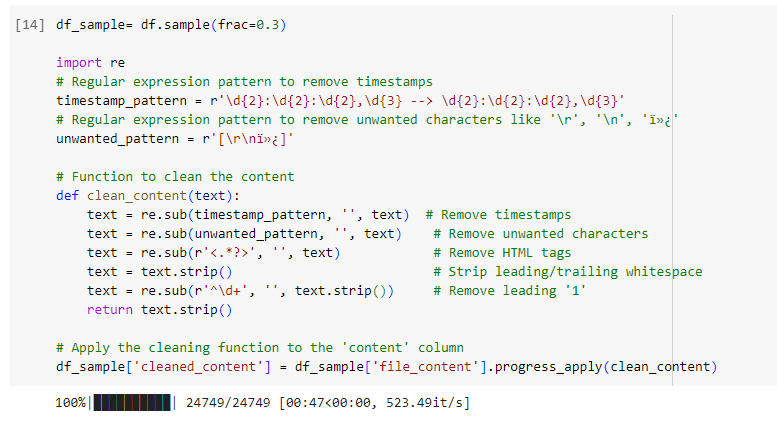 [14] df_sample= df.sample(frac=0.3)
import re
# Regular expression pattern to remove timestamps
timestamp_pattern = r'\d{2}:\d{2}:\d{2},\d{3} --> \d{2}:\d{2}:\d{2},\d{3}'
# Regular expression pattern to remove unwanted characters like '\r', '\n', 'ï»¿'
unwanted_pattern = r'[\r\nï»¿]'
# Function to clean the content
def clean_content(text):
    text = re.sub(timestamp_pattern, '', text)  # Remove timestamps
    text = re.sub(unwanted_pattern, '', text)    # Remove unwanted characters
    text = re.sub(r'<.*?>', '', text)            # Remove HTML tags
    text = text.strip()                          # Strip leading/trailing whitespace
    text = re.sub(r'^\d+', '', text.strip())     # Remove leading '1'
    return text.strip()
# Apply the cleaning function to the 'content' column
df_sample['cleaned_content'] = df_sample['file_content'].progress_apply(clean_content)
100%|██████████| 24749/24749 [00:47<00:00, 523.49it/s]